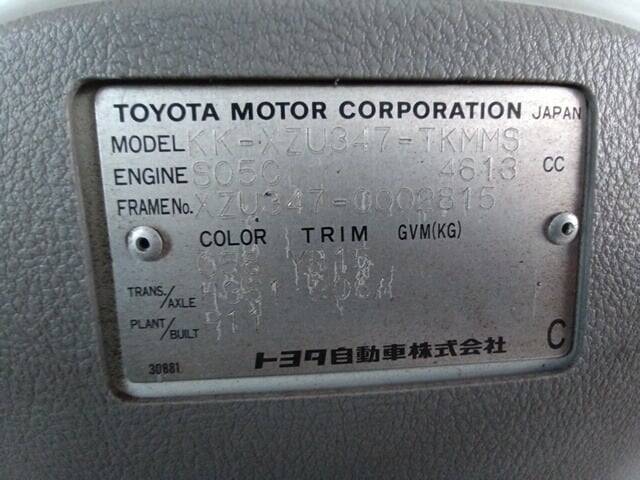 TOYOTA MOTOR CORPORATION JAPAN
MODEL KK-XZU347-TKMMS
ENGINE S05C 4613 CC
FRAME No. XZU347-0002815
COLOR TRIM GVM(KG)
TRANS./AXLE
PLANT/BUILT
C
30881 トヨタ自動車株式会社